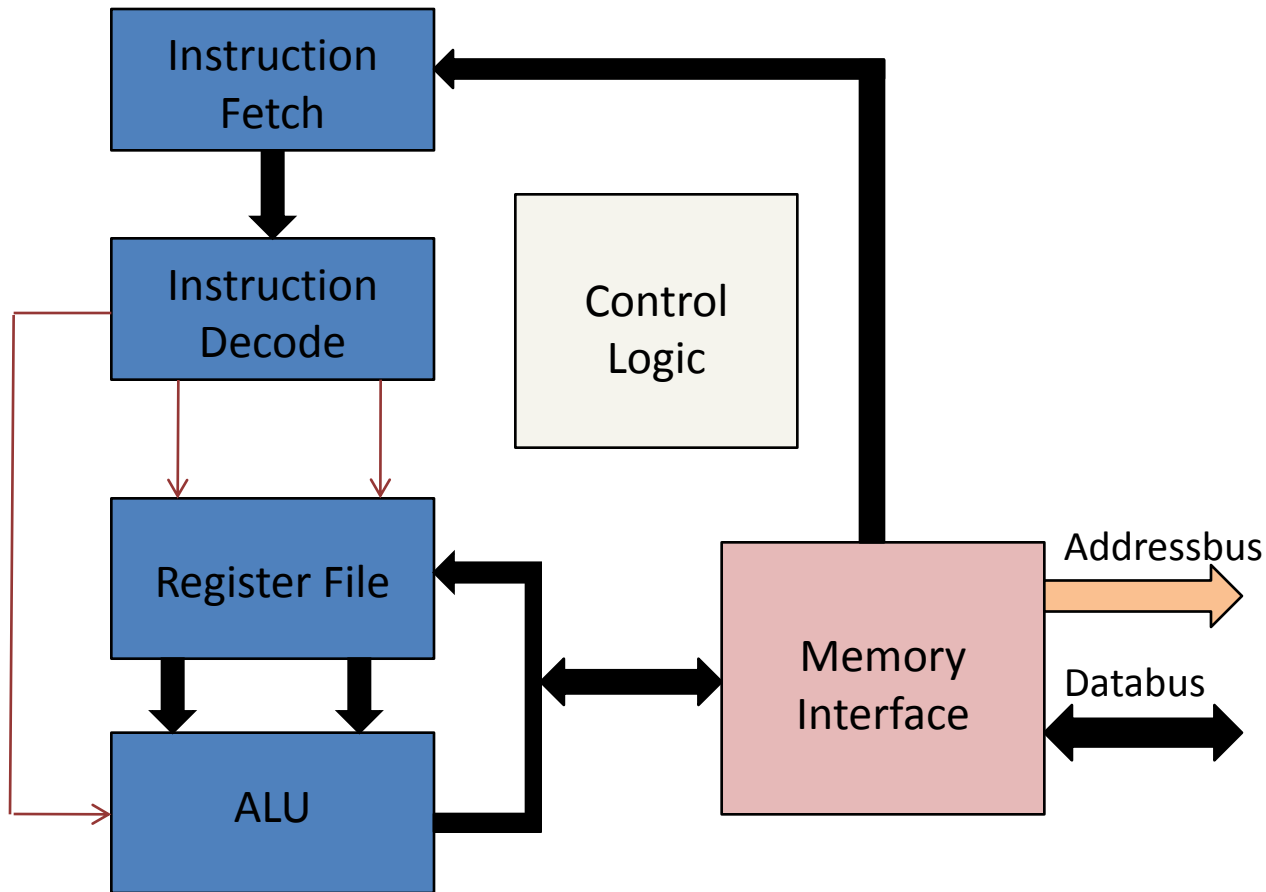 Instruction
Fetch
Instruction
Decode
Control
Logic
Register File
Addressbus
Memory
Interface
Databus
ALU